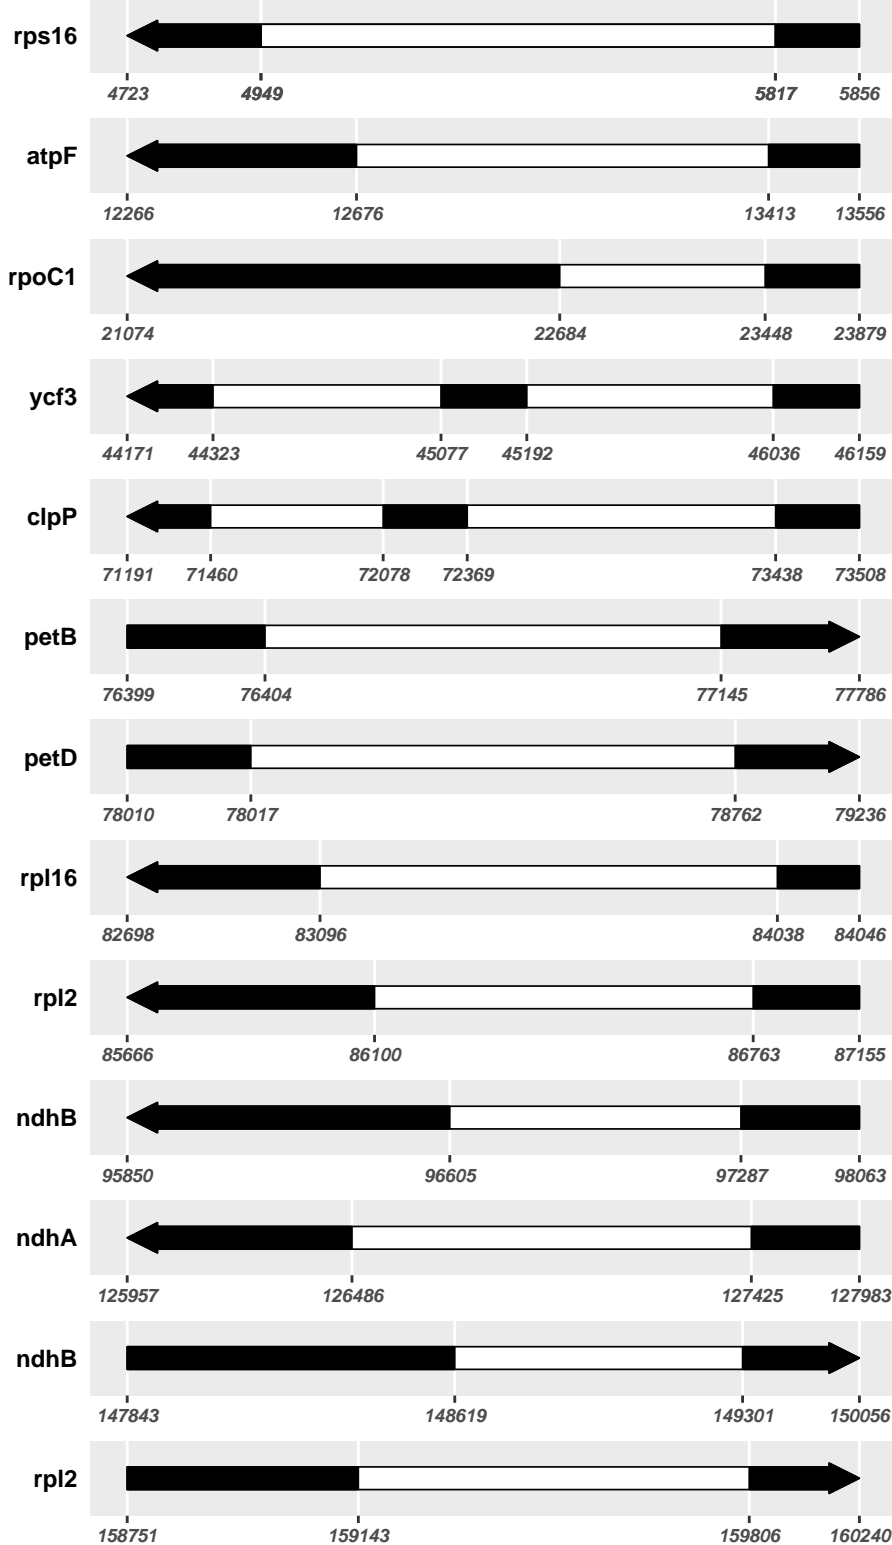 rps16
4723 4949 5817 5856
atpF
12266 12676 13413 13556
rpoC1
21074 22684 23448 23879
ycf3
44171 44323 45077 45192 46036 46159
clpP
71191 71460 72078 72369 73438 73508
petB
76399 76404 77145 77786
petD
78010 78017 78762 79236
rpl16
82698 83096 84038 84046
rpl2
85666 86100 86763 87155
ndhB
95850 96605 97287 98063
ndhA
125957 126486 127425 127983
ndhB
147843 148619 149301 150056
rpl2
158751 159143 159806 160240